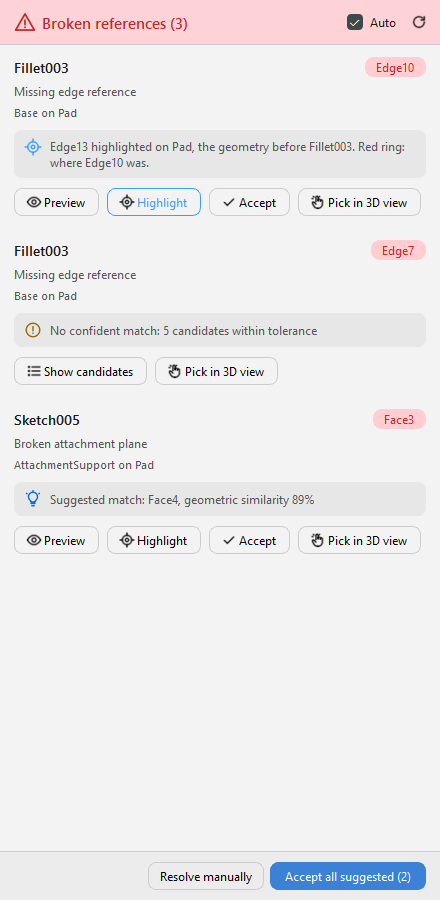 Broken references (3)
Auto
Fillet003
Edge10
Missing edge reference
Base on Pad
Edge13 highlighted on Pad, the geometry before Fillet003. Red ring:
where Edge10 was.
Preview
Highlight
Accept
Pick in 3D view
Fillet003
Edge7
Missing edge reference
Base on Pad
No confident match: 5 candidates within tolerance
Show candidates
Pick in 3D view
Sketch005
Face3
Broken attachment plane
AttachmentSupport on Pad
Suggested match: Face4, geometric similarity 89%
Preview
Highlight
Accept
Pick in 3D view
Resolve manually
Accept all suggested (2)